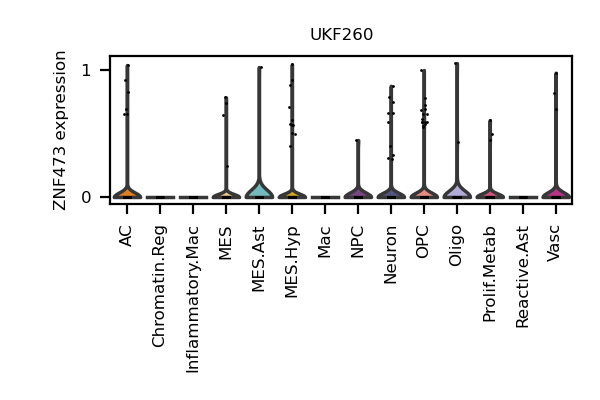 UKF260
ZNF473 expression
1
0
AC
Chromatin.Reg
Inflammatory.Mac
MES
MES.Ast
MES.Hyp
Mac
NPC
Neuron
OPC
Oligo
Prolif.Metab
Reactive.Ast
Vasc